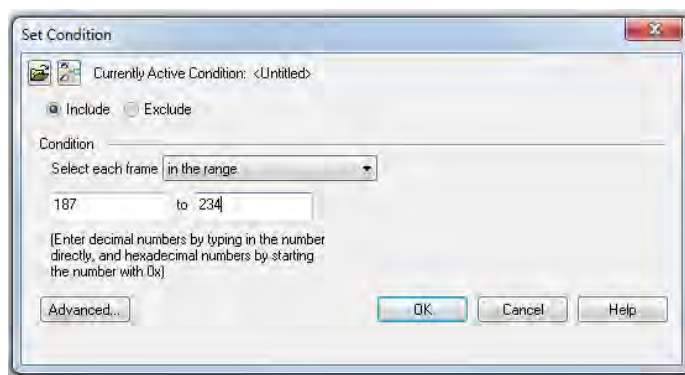 Set Condition
Currently Active Condition: <Untitled>
Include Exclude
Condition
Select each frame in the range
187 to 234
(Enter decimal numbers by typing in the number
directly, and hexadecimal numbers by starting
the number with 0x)
Advanced... OK Cancel Help